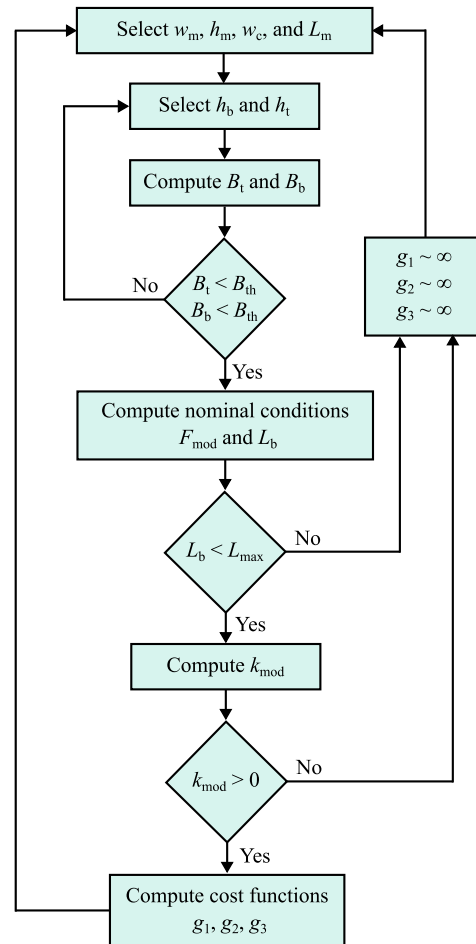 Select w_m, h_m, w_c, and L_m
Select h_b and h_t
Compute B_t and B_b
B_t < B_th
B_b < B_th
No
Yes
g_1 ~ ∞
g_2 ~ ∞
g_3 ~ ∞
Compute nominal conditions
F_mod and L_b
L_b < L_max
No
Yes
Compute k_mod
k_mod > 0
No
Yes
Compute cost functions
g_1, g_2, g_3